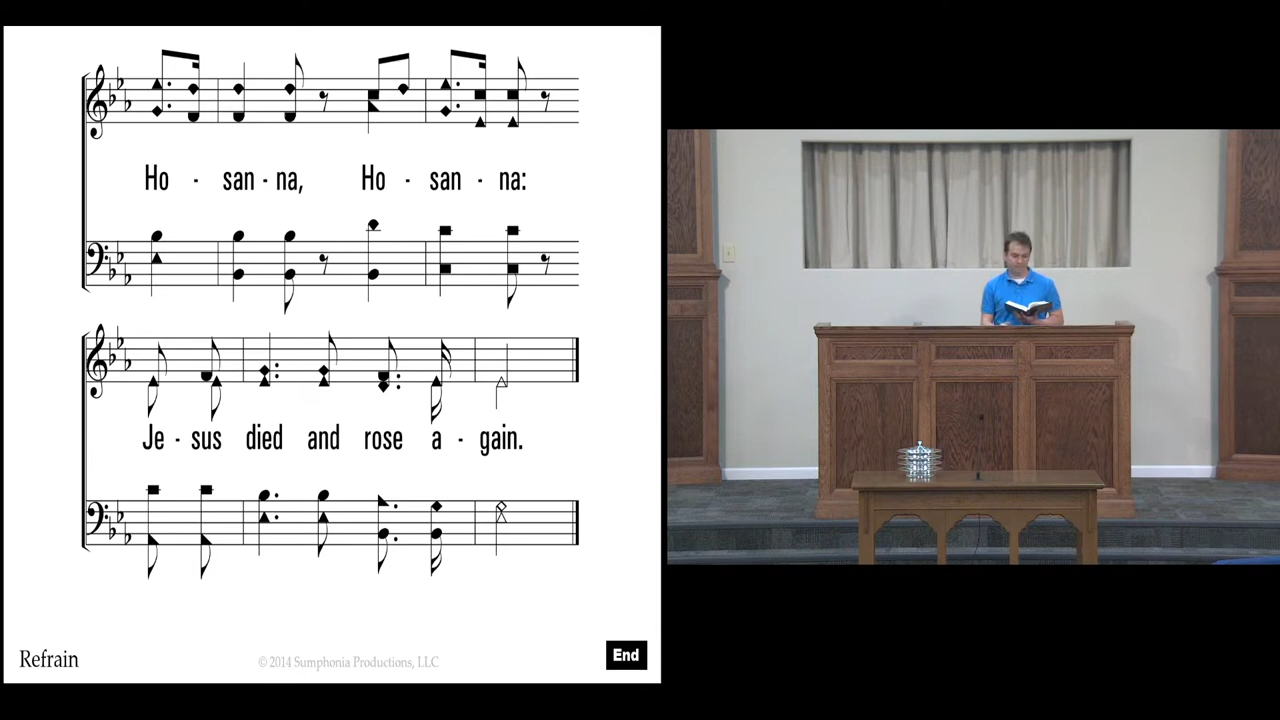 Ho - san - na, Ho - san - na:
Je - sus died and rose a - gain.
Refrain
© 2014 Sumphonia Productions, LLC
End